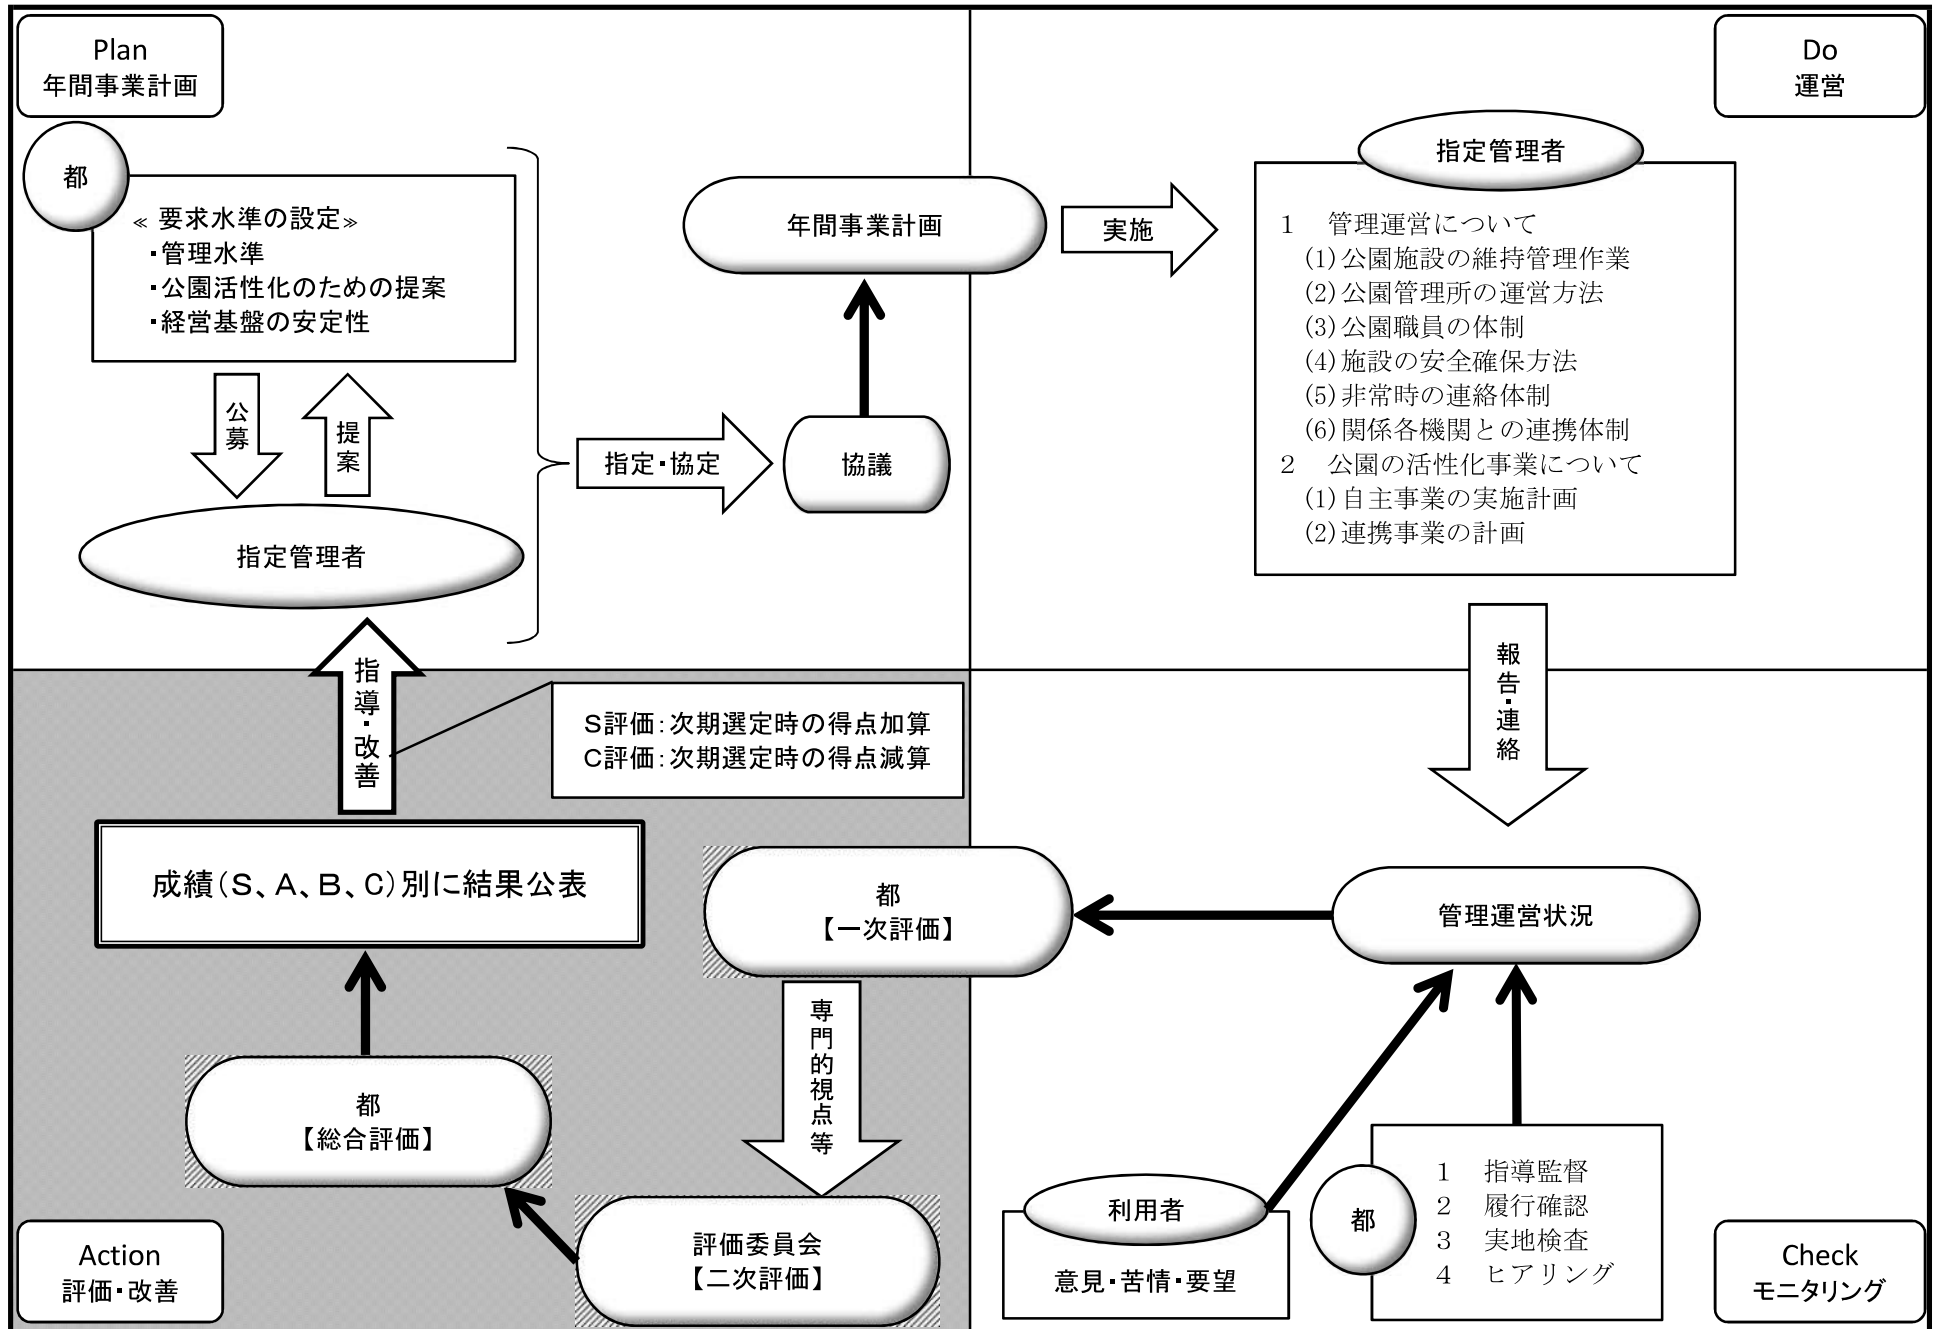 Plan
年間事業計画
都
≪ 要求水準の設定≫
・管理水準
・公園活性化のための提案
・経営基盤の安定性
公募
提案
指定管理者
指定・協定
協議
年間事業計画
実施
Do
運営
指定管理者
１　管理運営について
(1)公園施設の維持管理作業
(2)公園管理所の運営方法
(3)公園職員の体制
(4)施設の安全確保方法
(5)非常時の連絡体制
(6)関係各機関との連携体制
２　公園の活性化事業について
(1)自主事業の実施計画
(2)連携事業の計画
報告・連絡
管理運営状況
利用者
意見・苦情・要望
都
１　指導監督
２　履行確認
３　実地検査
４　ヒアリング
Check
モニタリング
都
【一次評価】
専門的視点等
評価委員会
【二次評価】
都
【総合評価】
成績（Ｓ、Ａ、Ｂ、Ｃ）別に結果公表
指導・改善
Ｓ評価：次期選定時の得点加算
Ｃ評価：次期選定時の得点減算
Action
評価・改善